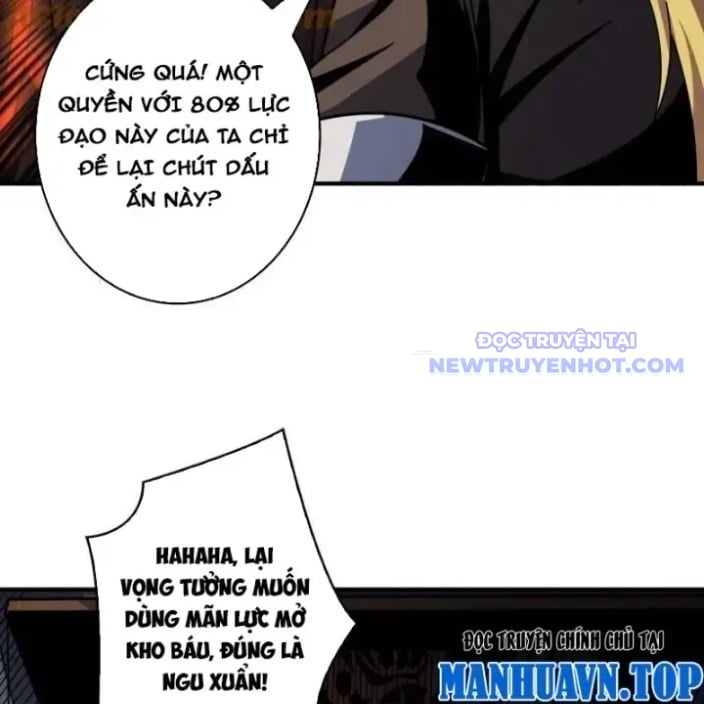 CỨNG QUÁ! MỘT
QUYỀN VỚI 80% LỰC
ĐẠO NÀY CỦA TA CHỈ
ĐỂ LẠI CHÚT DẤU
ẤN NÀY?
ĐỌC TRUYỆN TẠI
NEWTRUYENHOT.COM
HAHAHA, LẠI
VỌNG TƯỞNG MUỐN
DÙNG MÃN LỰC MỞ
KHO BÁU, ĐÚNG LÀ
NGU XUẨN!
ĐỌC TRUYỆN CHÍNH CHỦ TẠI
MANHUAVN.TOP